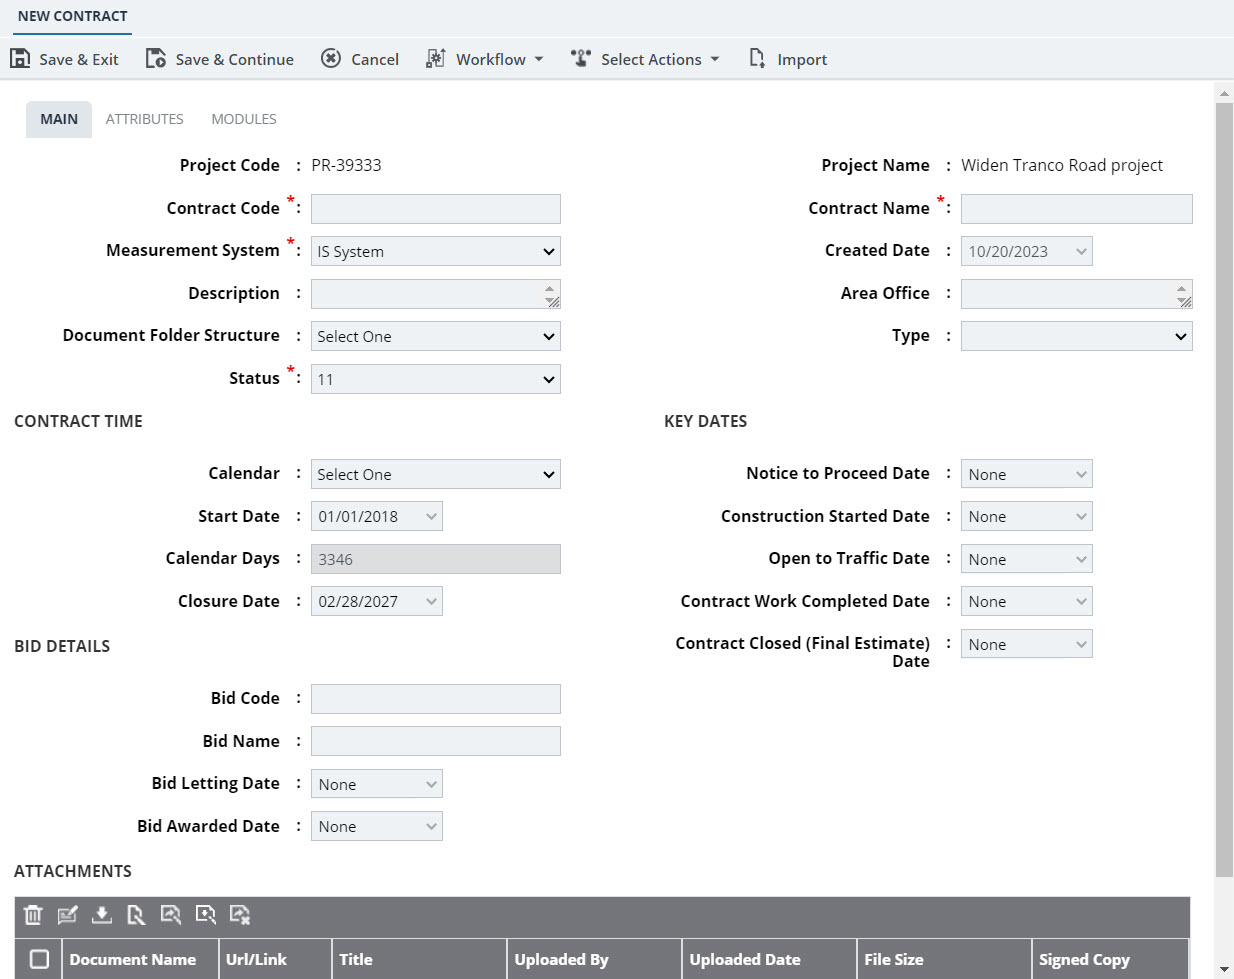 NEW CONTRACT
Save & Exit Save & Continue Cancel Workflow Select Actions Import
MAIN ATTRIBUTES MODULES
Project Code : PR-39333 Project Name : Widen Tranco Road project
Contract Code * : Contract Name * :
Measurement System * : IS System Created Date : 10/20/2023
Description : Area Office :
Document Folder Structure : Select One Type :
Status * : 11
CONTRACT TIME KEY DATES
Calendar : Select One Notice to Proceed Date : None
Start Date : 01/01/2018 Construction Started Date : None
Calendar Days : 3346 Open to Traffic Date : None
Closure Date : 02/28/2027 Contract Work Completed Date : None
BID DETAILS Contract Closed (Final Estimate) : None
Date
Bid Code :
Bid Name :
Bid Letting Date : None
Bid Awarded Date : None
ATTACHMENTS
Document Name Url/Link Title Uploaded By Uploaded Date File Size Signed Copy